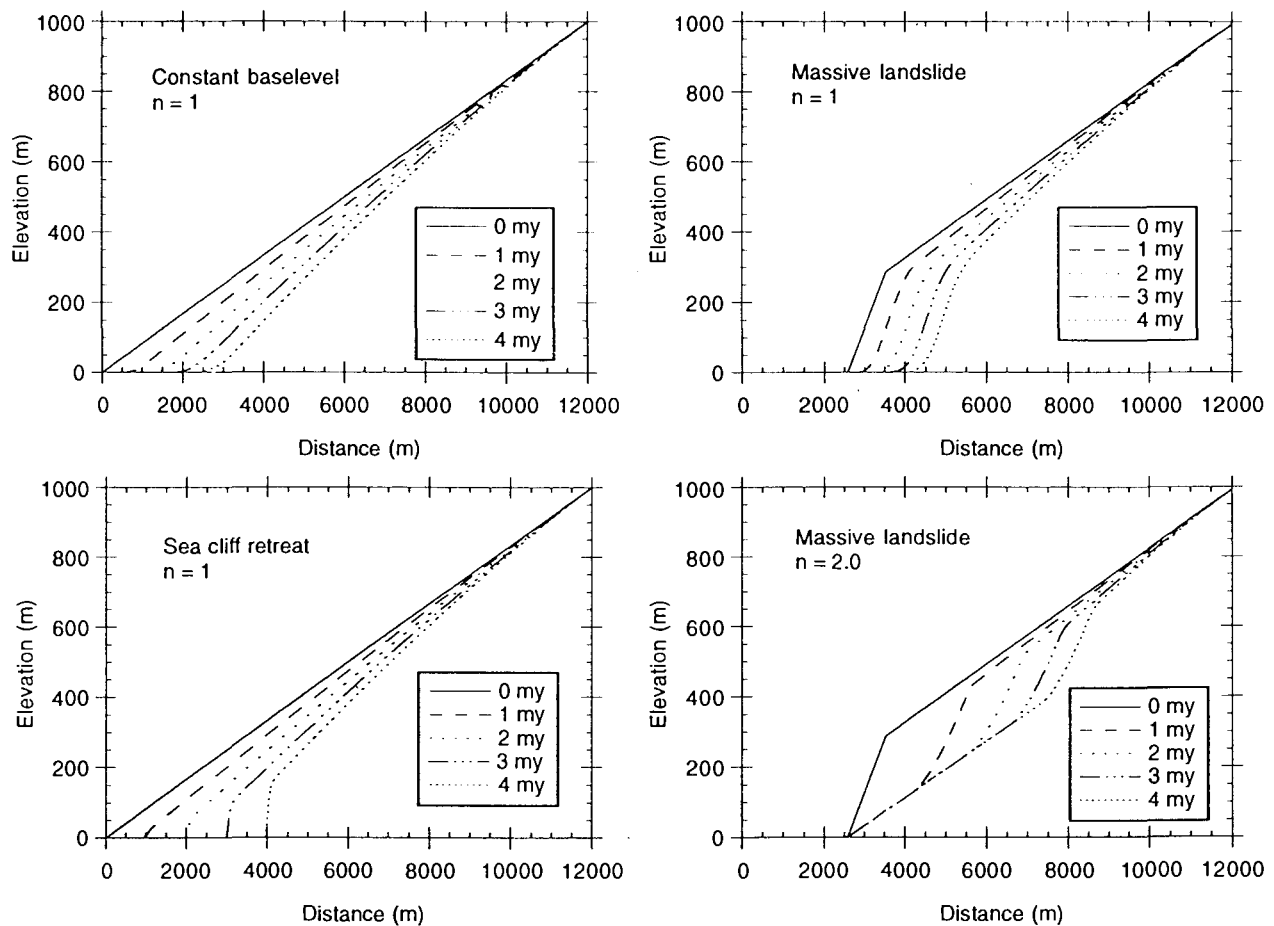 1000
800
600
400
200
0
Elevation (m)
Constant baselevel
n = 1
0 my
1 my
2 my
3 my
4 my
0 2000 4000 6000 8000 10000 12000
Distance (m)
1000
800
600
400
200
0
Elevation (m)
Massive landslide
n = 1
0 my
1 my
2 my
3 my
4 my
0 2000 4000 6000 8000 10000 12000
Distance (m)
1000
800
600
400
200
0
Elevation (m)
Sea cliff retreat
n = 1
0 my
1 my
2 my
3 my
4 my
0 2000 4000 6000 8000 10000 12000
Distance (m)
1000
800
600
400
200
0
Elevation (m)
Massive landslide
n = 2.0
0 my
1 my
2 my
3 my
4 my
0 2000 4000 6000 8000 10000 12000
Distance (m)